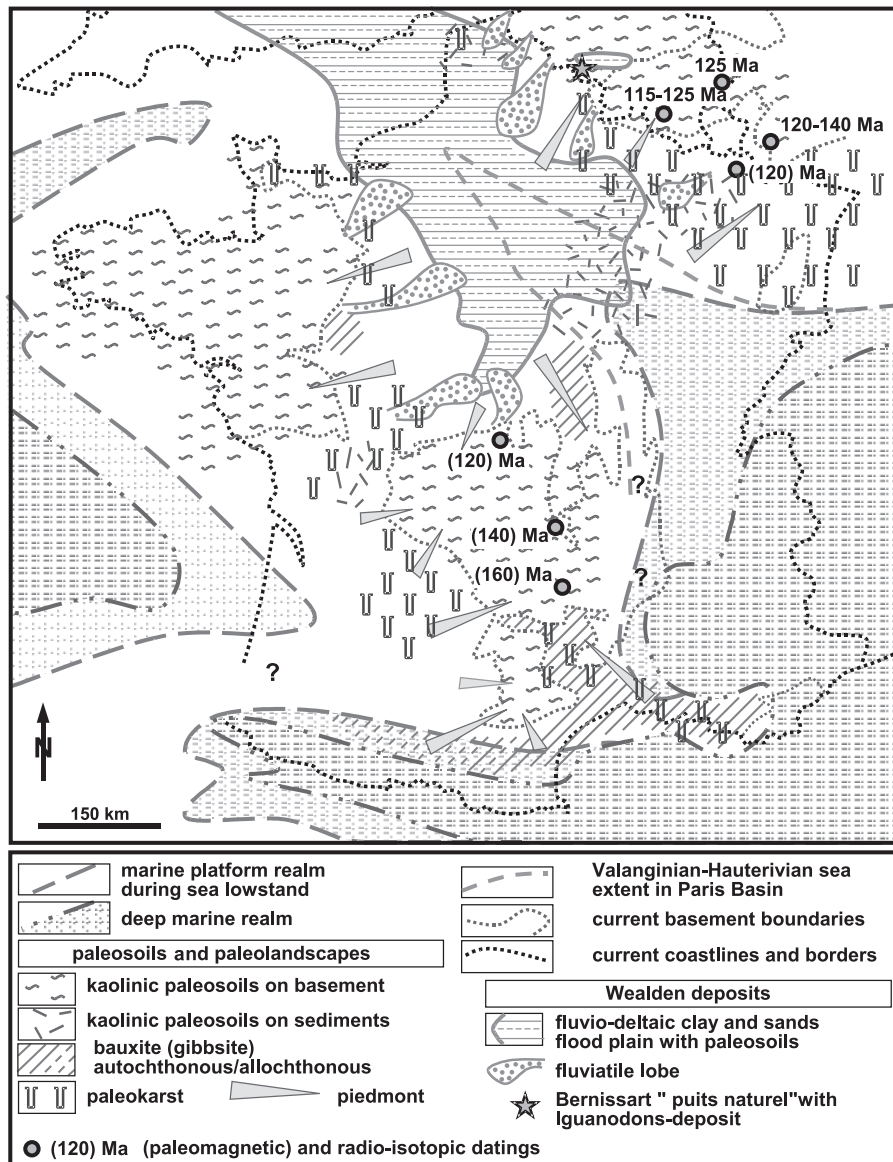 125 Ma
115-125 Ma
120-140 Ma
(120) Ma
(120) Ma
?
(140) Ma
(160) Ma
?
?
N
150 km
marine platform realm
during sea lowstand
deep marine realm
paleosoils and paleolandscapes
kaolinic paleosoils on basement
kaolinic paleosoils on sediments
bauxite (gibbsite)
autochthonous/allochthonous
paleokarst piedmont
(120) Ma (paleomagnetic) and radio-isotopic datings
Valanginian-Hauterivian sea
extent in Paris Basin
current basement boundaries
current coastlines and borders
Wealden deposits
fluvio-deltaic clay and sands
flood plain with paleosoils
fluviatile lobe
Bernissart " puits naturel"with
Iguanodons-deposit